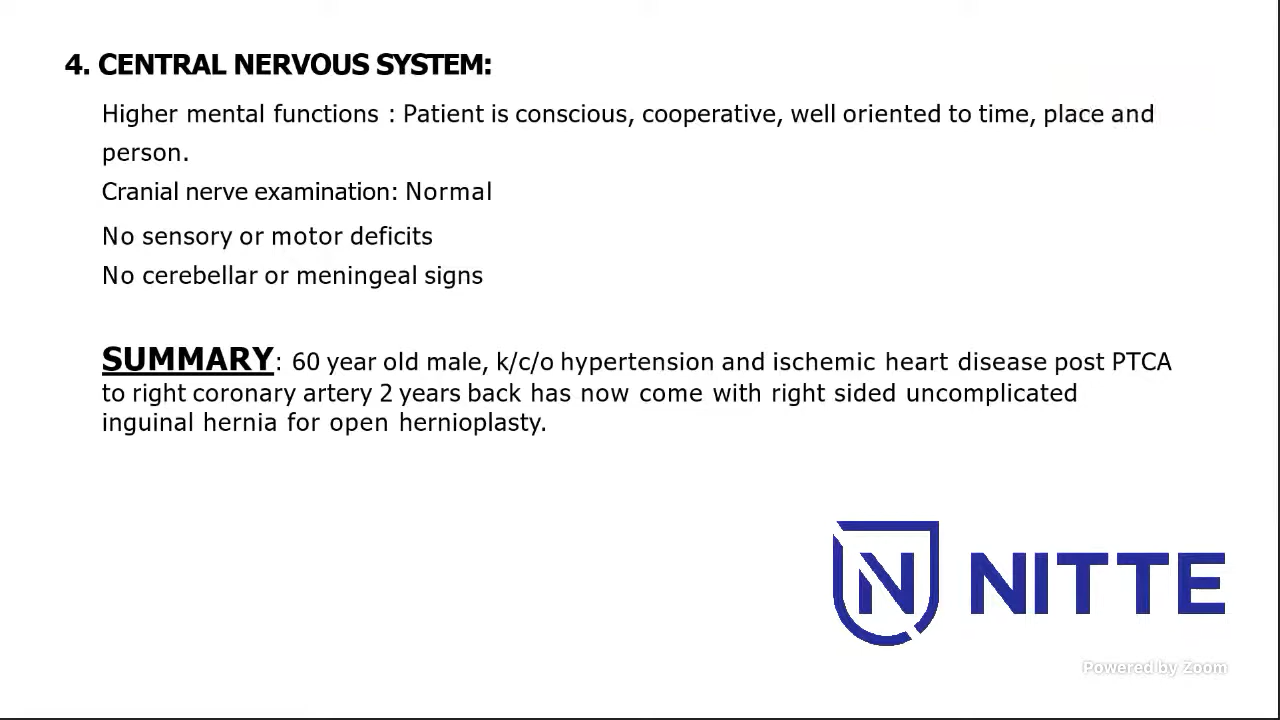 4. CENTRAL NERVOUS SYSTEM:
Higher mental functions : Patient is conscious, cooperative, well oriented to time, place and
person.
Cranial nerve examination: Normal
No sensory or motor deficits
No cerebellar or meningeal signs
SUMMARY: 60 year old male, k/c/o hypertension and ischemic heart disease post PTCA
to right coronary artery 2 years back has now come with right sided uncomplicated
inguinal hernia for open hernioplasty.
N NITTE
Powered by Zoom